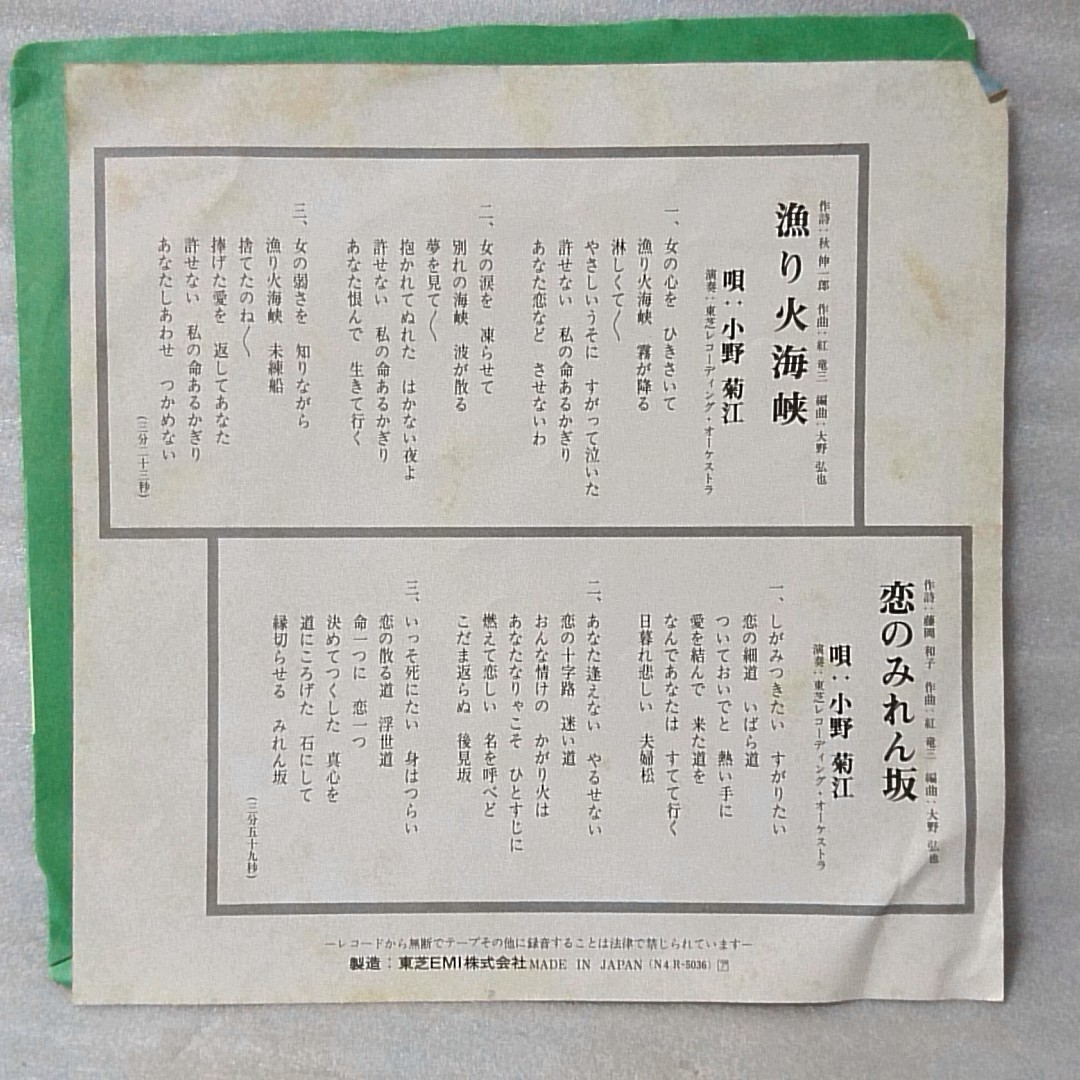 作詩：秋 伸一郎 作曲：紅 竜三 編曲：大野 弘也
漁り火海峡
唄：小野 菊江
演奏：東芝レコーディング・オーケストラ
一、女の心を ひきさいて
漁り火海峡 霧が降る
淋しくて〱
やさしいうそに すがって泣いた
許せない 私の命あるかぎり
あなた恋など させないわ
二、女の涙を 凍らせて
別れの海峡 波が散る
夢を見て〱
抱かれてぬれた はかない夜よ
許せない 私の命あるかぎり
あなた恨んで 生きて行く
三、女の弱さを 知りながら
漁り火海峡 未練船
捨てたのね〱
捧げた愛を 返してあなた
許せない 私の命あるかぎり
あなたしあわせ つかめない
（三分二十三秒）
作詩：藤岡 和子 作曲：紅 竜三 編曲：大野 弘也
恋のみれん坂
唄：小野 菊江
演奏：東芝レコーディング・オーケストラ
一、しがみつきたい すがりたい
恋の細道 いばら道
ついておいでと 熱い手に
愛を結んで 来た道を
なんであなたは すてて行く
日暮れ悲しい 夫婦松
二、あなた逢えない やるせない
恋の十字路 迷い道
おんな情けの かがり火は
あなたなりゃこそ ひとすじに
燃えて恋しい 名を呼べど
こだま返らぬ 後見坂
三、いっそ死にたい 身はつらい
恋の散る道 浮世道
命一つに 恋一つ
決めてつくした 真心を
道にころげた 石にして
縁切らせる みれん坂
（三分五十九秒）
—レコードから無断でテープその他に録音することは法律で禁じられています—
製造：東芝EMI株式会社 MADE IN JAPAN (N4R-5036)